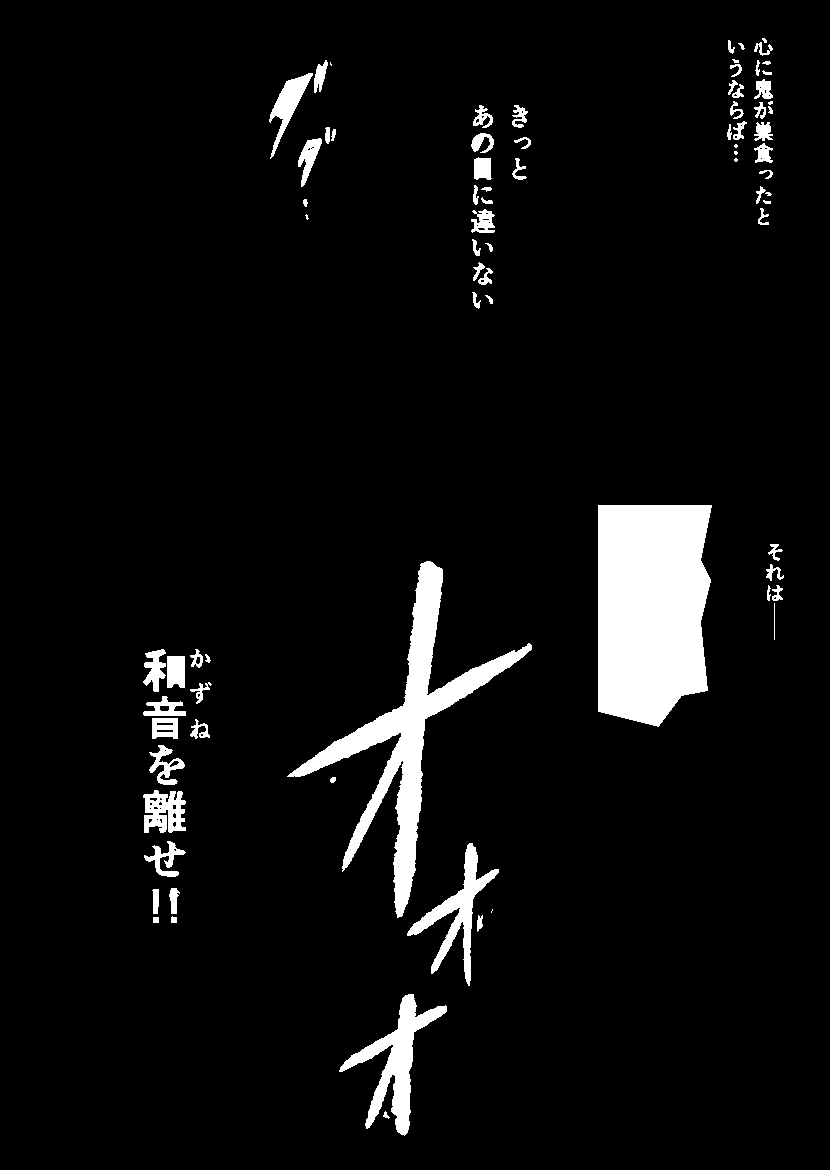 心に鬼が巣食ったと
いうならば…
きっと
あの に違いない
ダダ
それは――
オオオ
和音を離せ!!
かずね